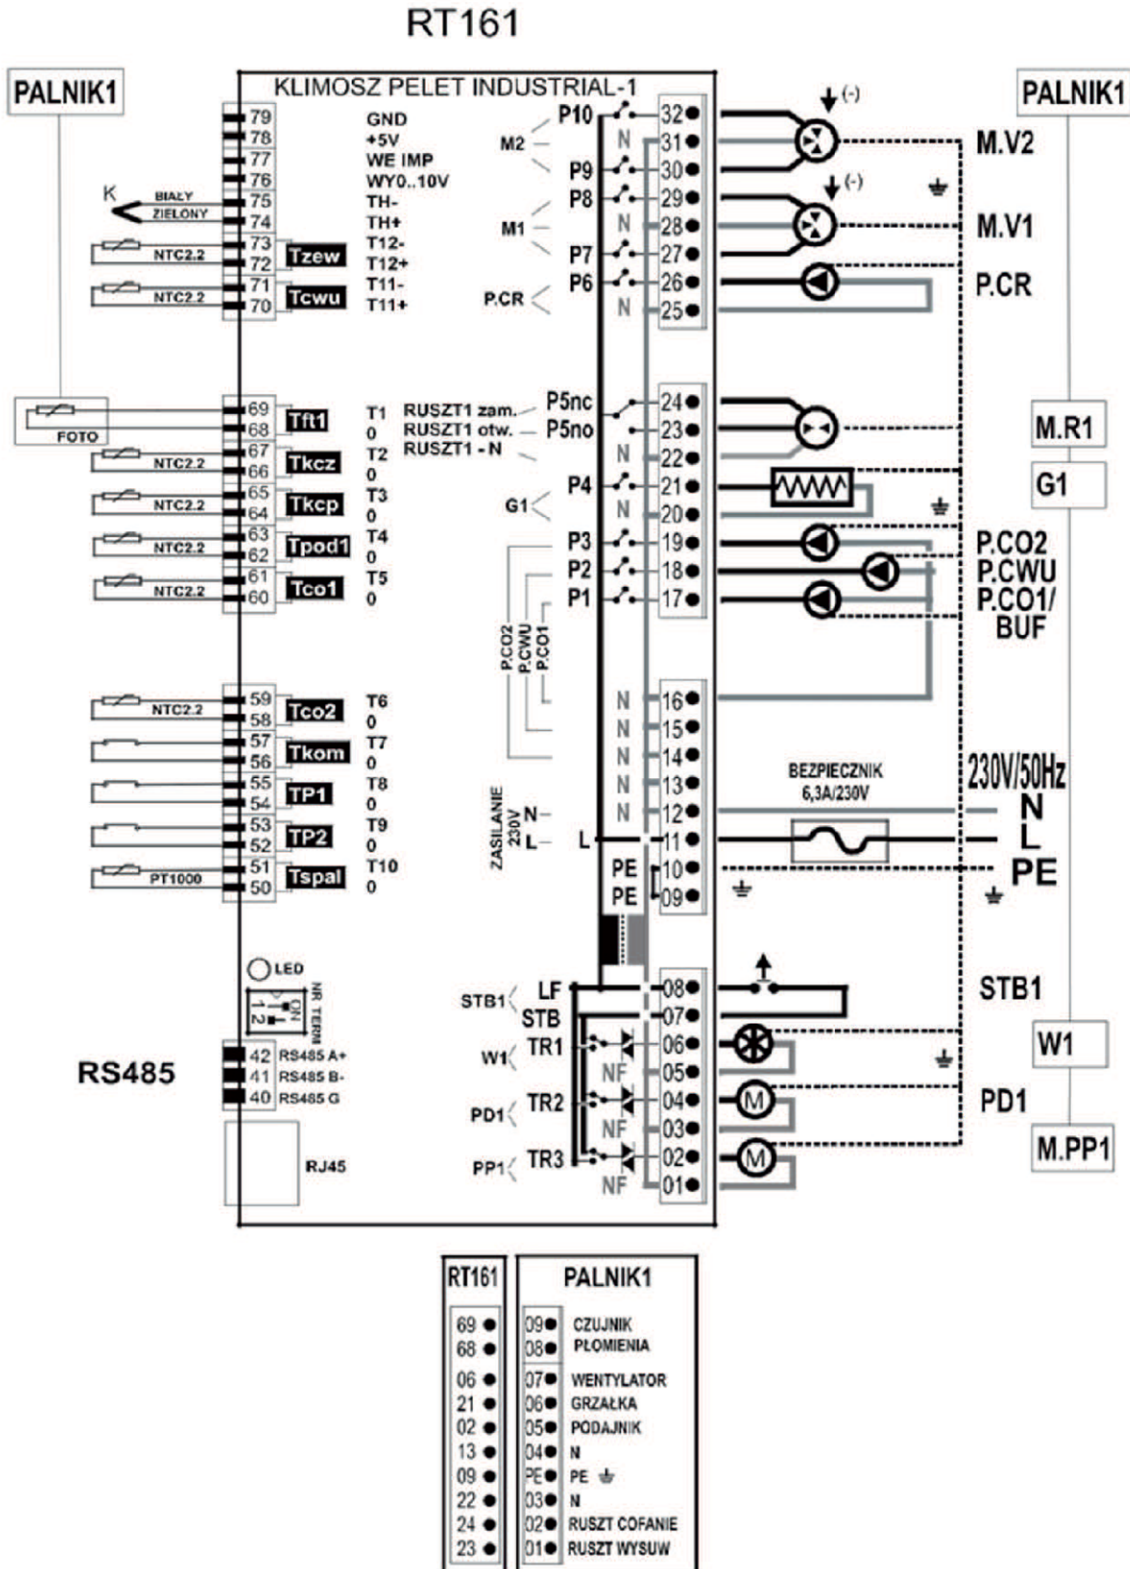 RT161
PALNIK1
KLIMOSZ PELET INDUSTRIAL-1
PALNIK1
79 GND
78 +5V
77 WE IMP
76 WY0..10V
K BIAŁY 75 TH-
ZIELONY 74 TH+
73 Tzew T12-
NTC2.2 72 T12+
71 Tcwu T11-
NTC2.2 70 T11+
M2 P10 32 (-)
N 31 M.V2
P9 30
M1 P8 29 (-)
N 28 M.V1
P7 27
P.CR P6 26 P.CR
N 25
FOTO
69 Tft1 T1
68 0
NTC2.2 67 Tkcz T2
66 0
65 Tkcp T3
NTC2.2 64 0
63 Tpod1 T4
NTC2.2 62 0
61 Tco1 T5
NTC2.2 60 0
RUSZT1 zam. P5nc 24
RUSZT1 otw. P5no 23 M.R1
RUSZT1 - N N 22
G1 P4 21 G1
N 20
P3 19 P.CO2
P2 18 P.CWU
P1 17 P.CO1/
BUF
P.CO2
P.CWU
P.CO1
59 Tco2 T6
NTC2.2 58 0
57 Tkom T7
56 0
55 TP1 T8
54 0
53 TP2 T9
52 0
51 Tspal T10
PT1000 50 0
N 16
N 15
N 14
N 13
ZASILANIE
230V
N N 12
L L 11
PE 10
PE 09
BEZPIECZNIK
6,3A/230V
230V/50Hz
N
L
PE
LED
1 2 ON
NR TERM
RS485
42 RS485 A+
41 RS485 B-
40 RS485 G
RJ45
STB1 LF 08 STB1
STB 07
W1 TR1 06 W1
NF 05
PD1 TR2 04 M PD1
NF 03
PP1 TR3 02 M M.PP1
NF 01
RT161 PALNIK1
69 09 CZUJNIK
68 08 PŁOMIENIA
06 07 WENTYLATOR
21 06 GRZAŁKA
02 05 PODAJNIK
13 04 N
09 PE PE
22 03 N
24 02 RUSZT COFANIE
23 01 RUSZT WYSUW